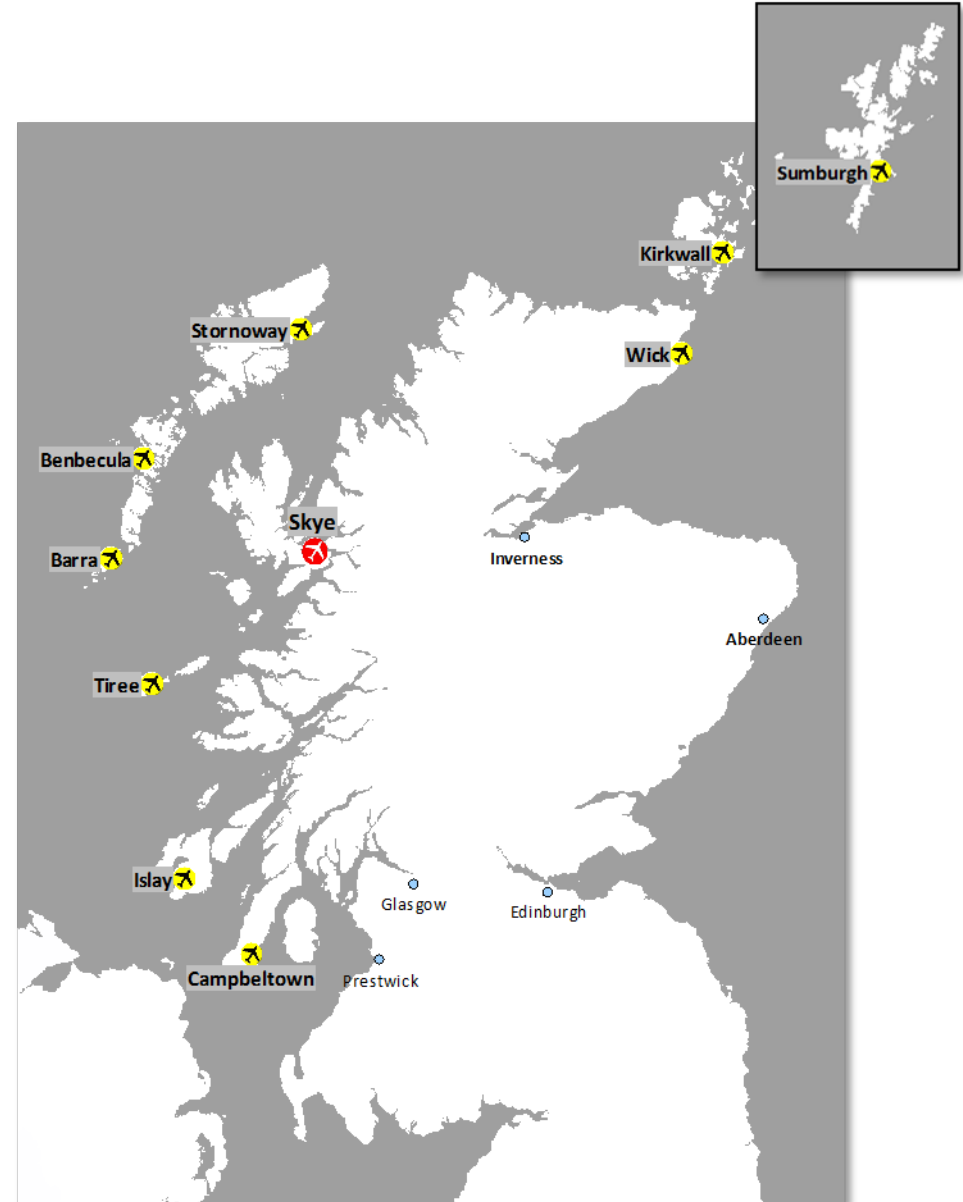 Sumburgh
Kirkwall
Stornoway
Wick
Benbecula
Skye
Barra
Inverness
Aberdeen
Tiree
Islay
Glasgow
Edinburgh
Campbeltown
Prestwick